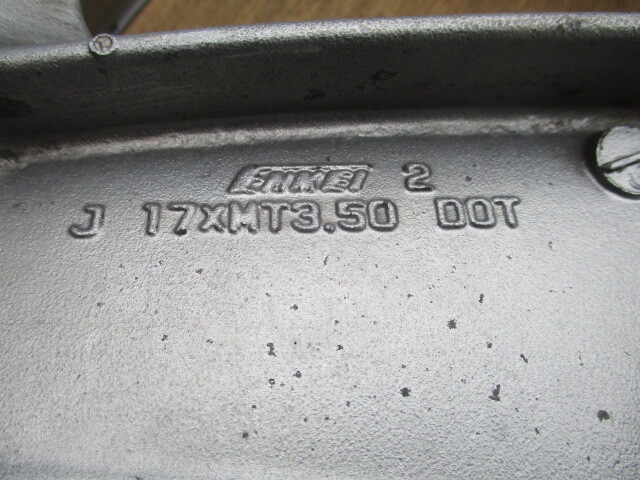 ENKEI 2
J 17XMT3.50 DOT